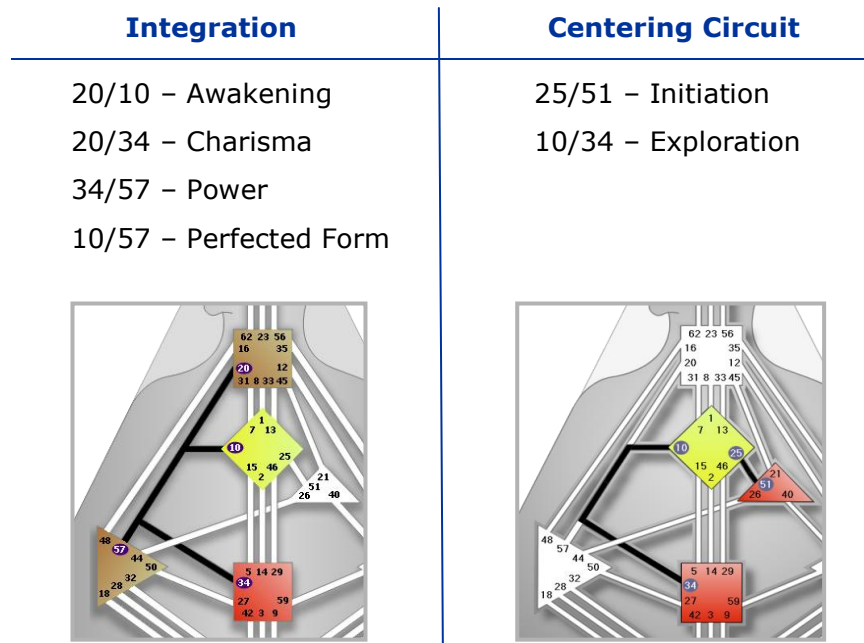 Integration
20/10 – Awakening
20/34 – Charisma
34/57 – Power
10/57 – Perfected Form
62 23 56
16 35
20 12
31 8 33 45
1
7 13
10
25
15 46
2
21
51
26 40
48
57
44
50
32
28
18
5 14 29
34
27 59
42 3 9
Centering Circuit
25/51 – Initiation
10/34 – Exploration
62 23 56
16 35
20 12
31 8 33 45
1
7 13
10 25
15 46
2
21
51
26 40
48
57
44
50
32
28
18
5 14 29
34
27 59
42 3 9